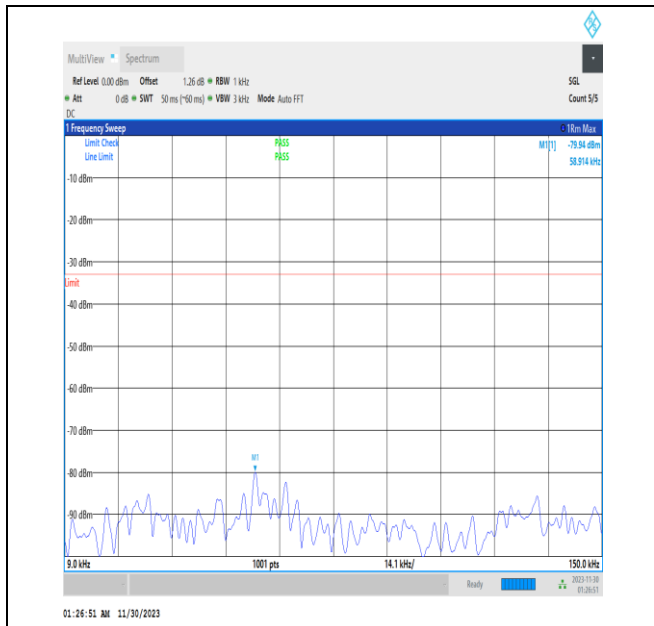 MultiView Spectrum
Ref Level 0.00 dBm Offset 1.26 dB RBW 1 kHz SGL
Att 0 dB SWT 50 ms (~60 ms) VBW 3 kHz Mode Auto FFT Count 5/5
DC
1 Frequency Sweep 1Rm Max
Limit Check PASS M1[1] -79.94 dBm
Line Limit PASS 58.914 kHz
-10 dBm
-20 dBm
-30 dBm
Limit
-40 dBm
-50 dBm
-60 dBm
-70 dBm
M1
-80 dBm
-90 dBm
9.0 kHz 1001 pts 14.1 kHz/ 150.0 kHz
Ready 2023-11-30
01:26:51
01:26:51 AM 11/30/2023